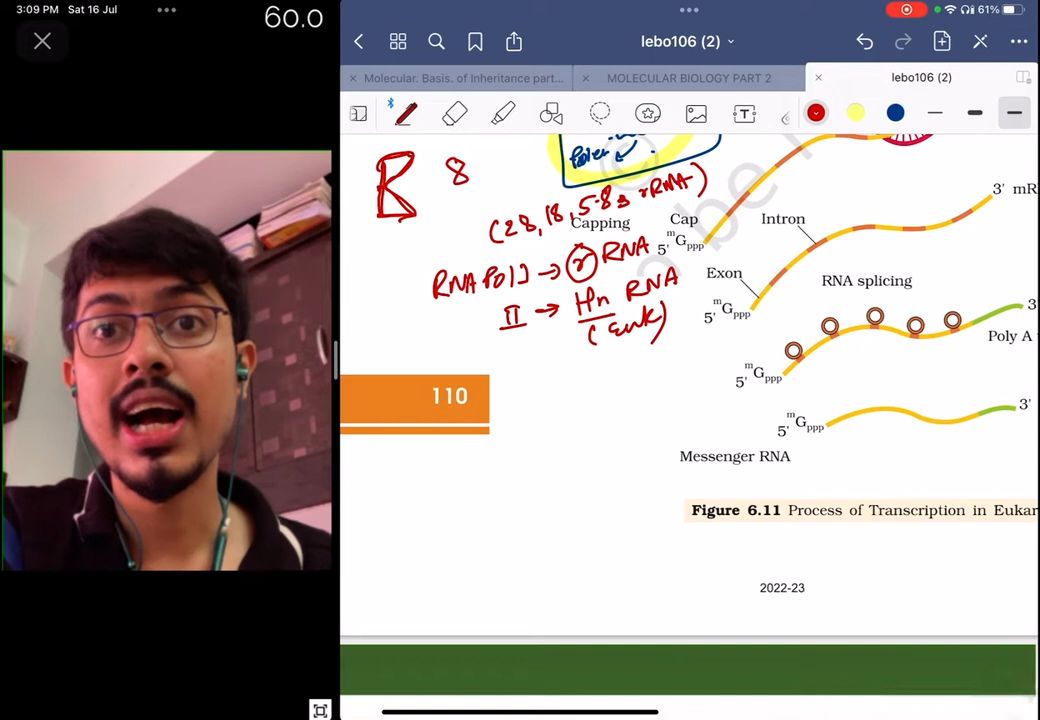 3:09 PM Sat 16 Jul
60.0
61%
lebo106 (2)
Molecular. Basis. of Inheritance part...
MOLECULAR BIOLOGY PART 2
lebo106 (2)
T
R 8
(28, 18, 5.8s rRNA)
Capping
Cap
5' mGppp
RNA Pol I → r RNA
II → Hn RNA
(Euk)
3' mR
Intron
Exon
5' mGppp
RNA splicing
3'
Poly A
5' mGppp
3'
5' mGppp
Messenger RNA
110
Figure 6.11 Process of Transcription in Eukar
2022-23